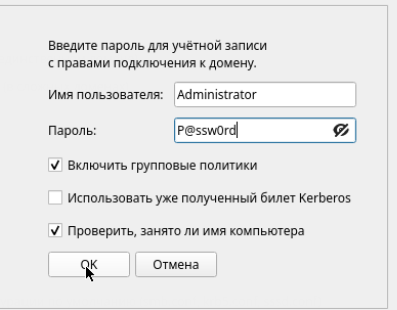 Введите пароль для учётной записи
с правами подключения к домену.
Имя пользователя: Administrator
Пароль: P@ssw0rd
Включить групповые политики
Использовать уже полученный билет Kerberos
Проверить, занято ли имя компьютера
OK Отмена